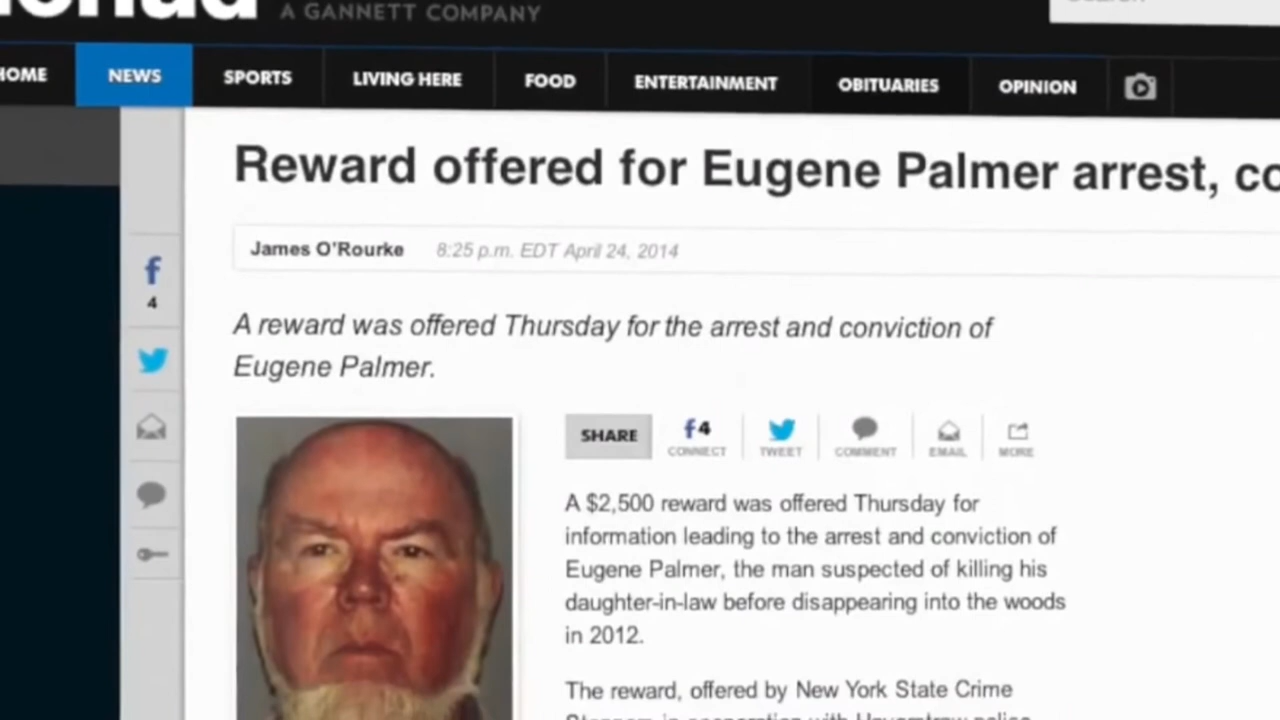 A GANNETT COMPANY
HOME NEWS SPORTS LIVING HERE FOOD ENTERTAINMENT OBITUARIES OPINION
Reward offered for Eugene Palmer arrest,
James O'Rourke 8:25 p.m. EDT April 24, 2014
A reward was offered Thursday for the arrest and conviction of
Eugene Palmer.
4
SHARE 4 CONNECT TWEET COMMENT EMAIL MORE
A $2,500 reward was offered Thursday for
information leading to the arrest and conviction of
Eugene Palmer, the man suspected of killing his
daughter-in-law before disappearing into the woods
in 2012.
The reward, offered by New York State Crime